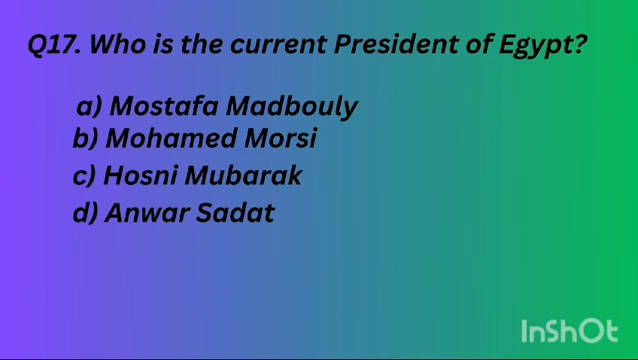 Q17. Who is the current President of Egypt?
a) Mostafa Madbouly
b) Mohamed Morsi
c) Hosni Mubarak
d) Anwar Sadat
InShOt